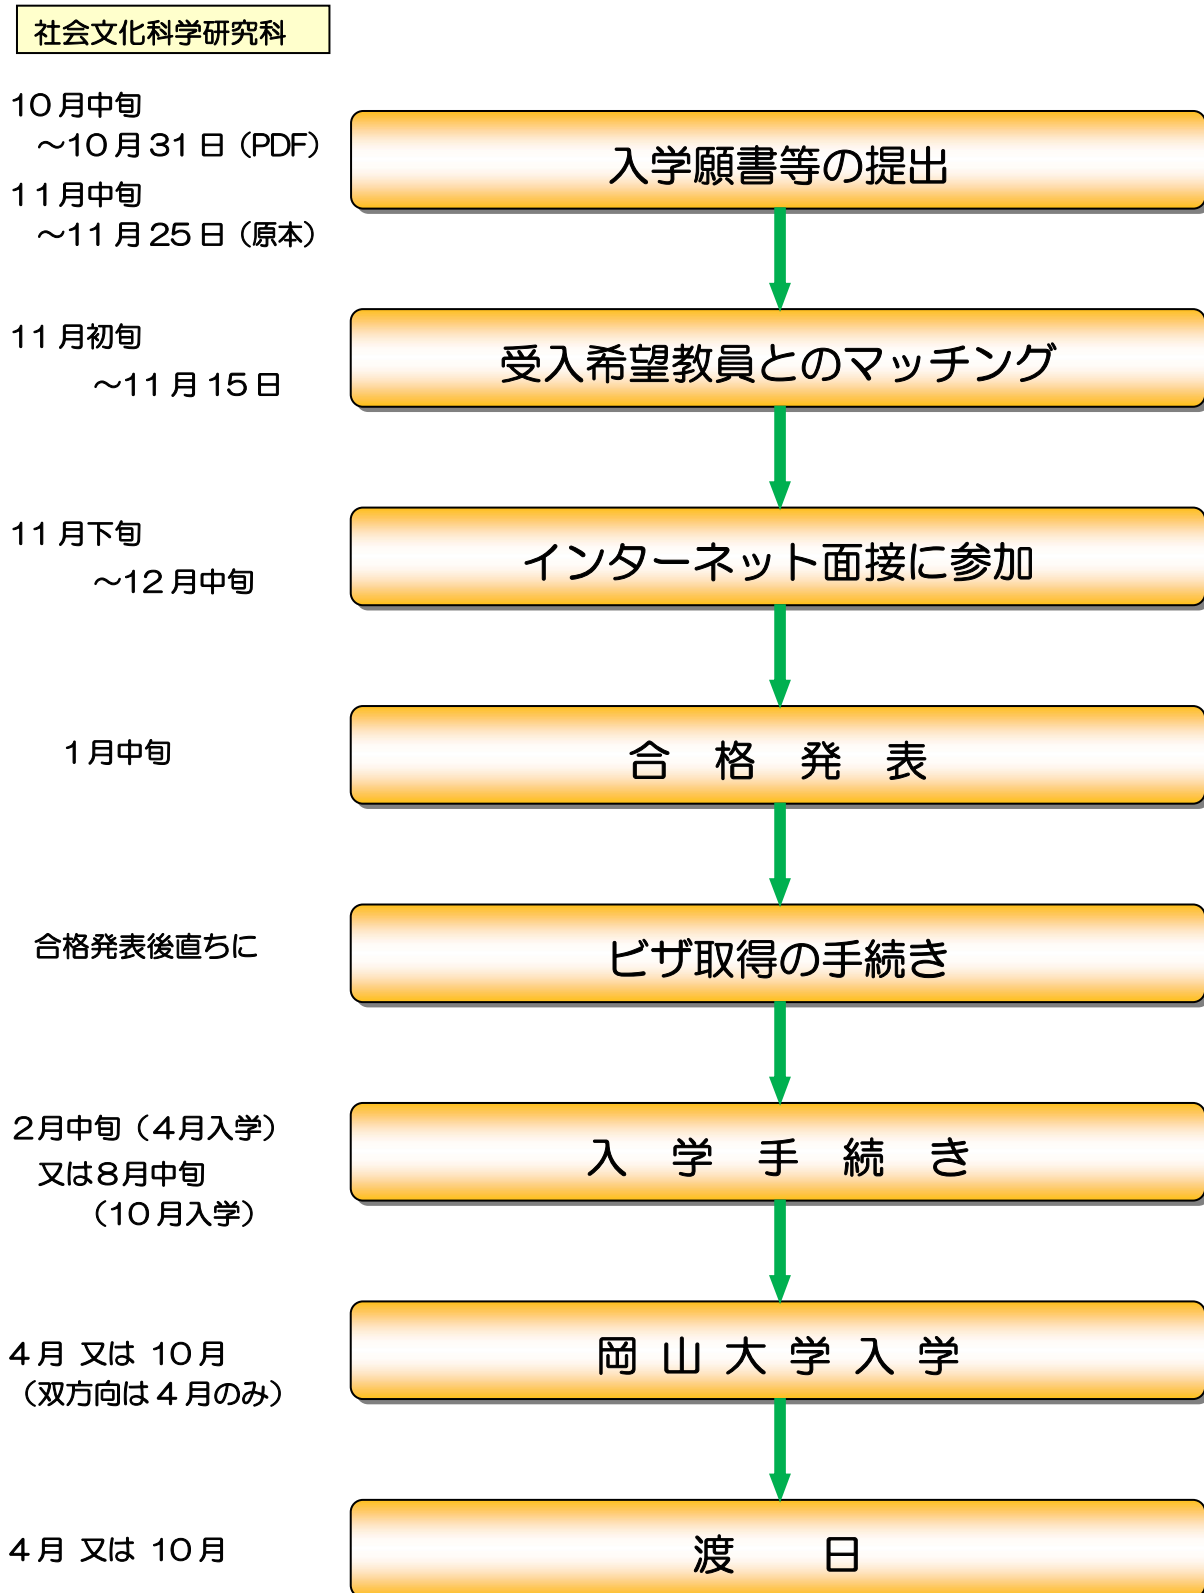 社会文化科学研究科
10月中旬
～10月31日（PDF）
11月中旬
～11月25日（原本）
入学願書等の提出
11月初旬
～11月15日
受入希望教員とのマッチング
11月下旬
～12月中旬
インターネット面接に参加
1月中旬
合　格　発　表
合格発表後直ちに
ビザ取得の手続き
2月中旬（4月入学）
又は8月中旬
（10月入学）
入　学　手　続　き
4月 又は 10月
（双方向は4月のみ）
岡 山 大 学 入 学
4月 又は 10月
渡　　日